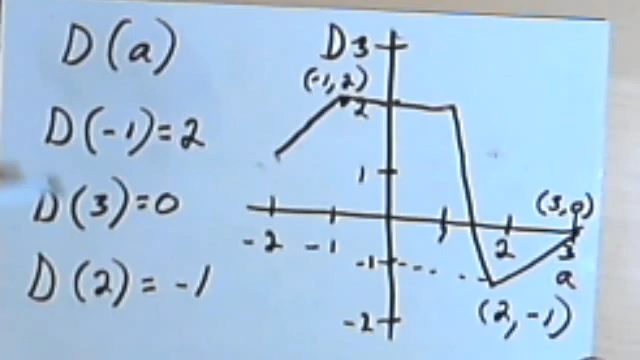 D(a)
D(-1)=2
D(3)=0
D(2)=-1
D 3
(-1,2)
2
1
(3,0)
-2 -1 1 2 3
-1
a
(2,-1)
-2